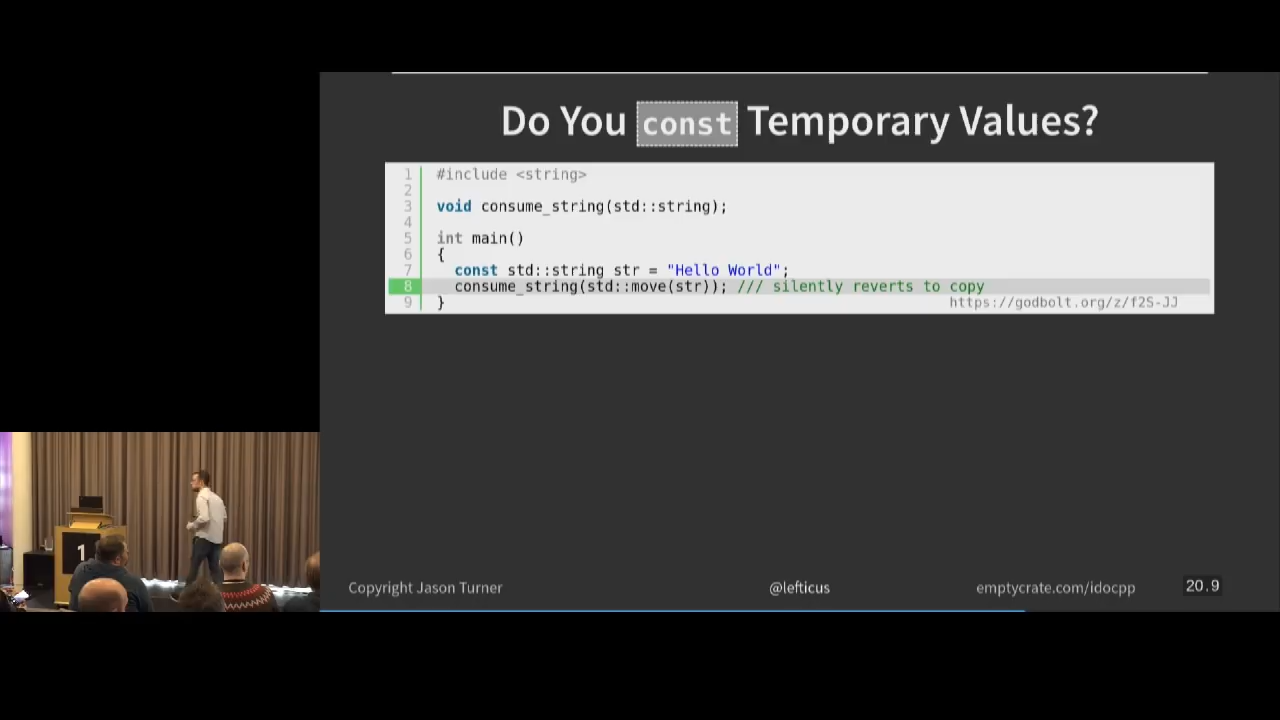 Do You const Temporary Values?
1 #include <string>
2
3 void consume_string(std::string);
4
5 int main()
6 {
7 const std::string str = "Hello World";
8 consume_string(std::move(str)); /// silently reverts to copy
9 }
https://godbolt.org/z/f2S-JJ
1
Copyright Jason Turner
@lefticus
emptycrate.com/idocpp
20.9